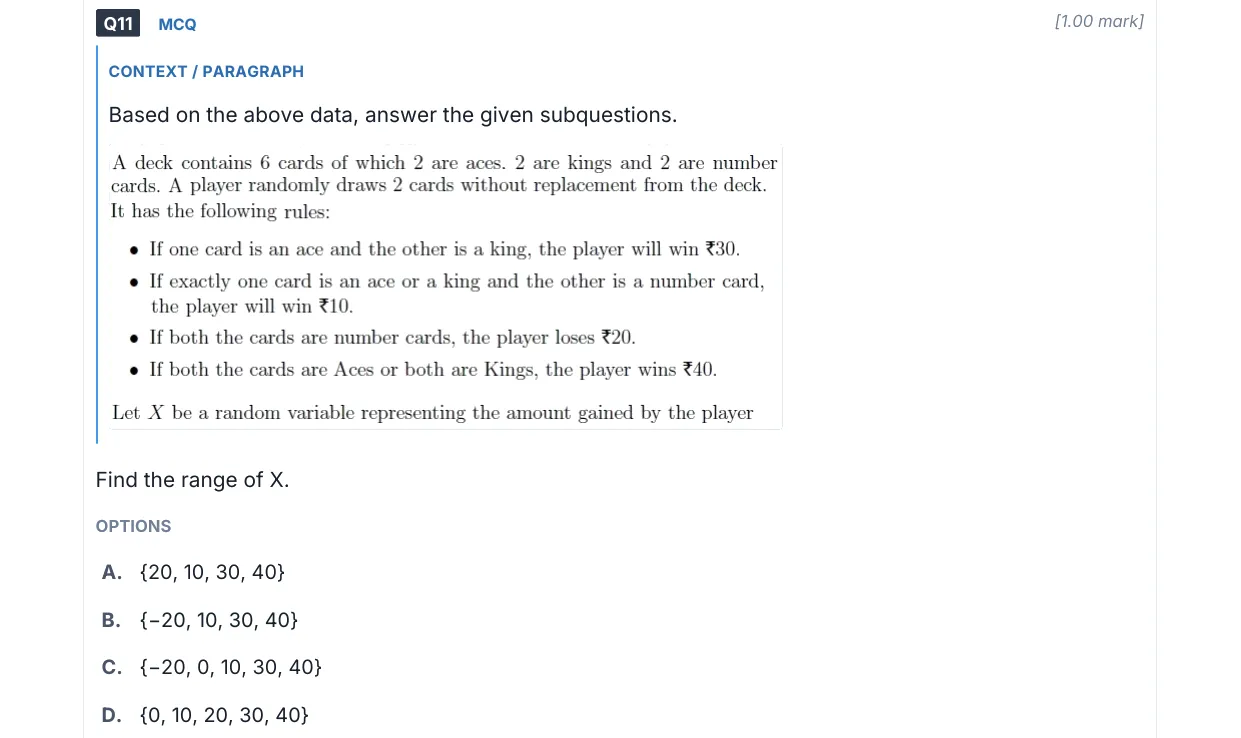 Q11 MCQ [1.00 mark]
CONTEXT / PARAGRAPH
Based on the above data, answer the given subquestions.
A deck contains 6 cards of which 2 are aces. 2 are kings and 2 are number
cards. A player randomly draws 2 cards without replacement from the deck.
It has the following rules:
• If one card is an ace and the other is a king, the player will win ₹30.
• If exactly one card is an ace or a king and the other is a number card,
the player will win ₹10.
• If both the cards are number cards, the player loses ₹20.
• If both the cards are Aces or both are Kings, the player wins ₹40.
Let X be a random variable representing the amount gained by the player
Find the range of X.
OPTIONS
A. {20, 10, 30, 40}
B. {−20, 10, 30, 40}
C. {−20, 0, 10, 30, 40}
D. {0, 10, 20, 30, 40}